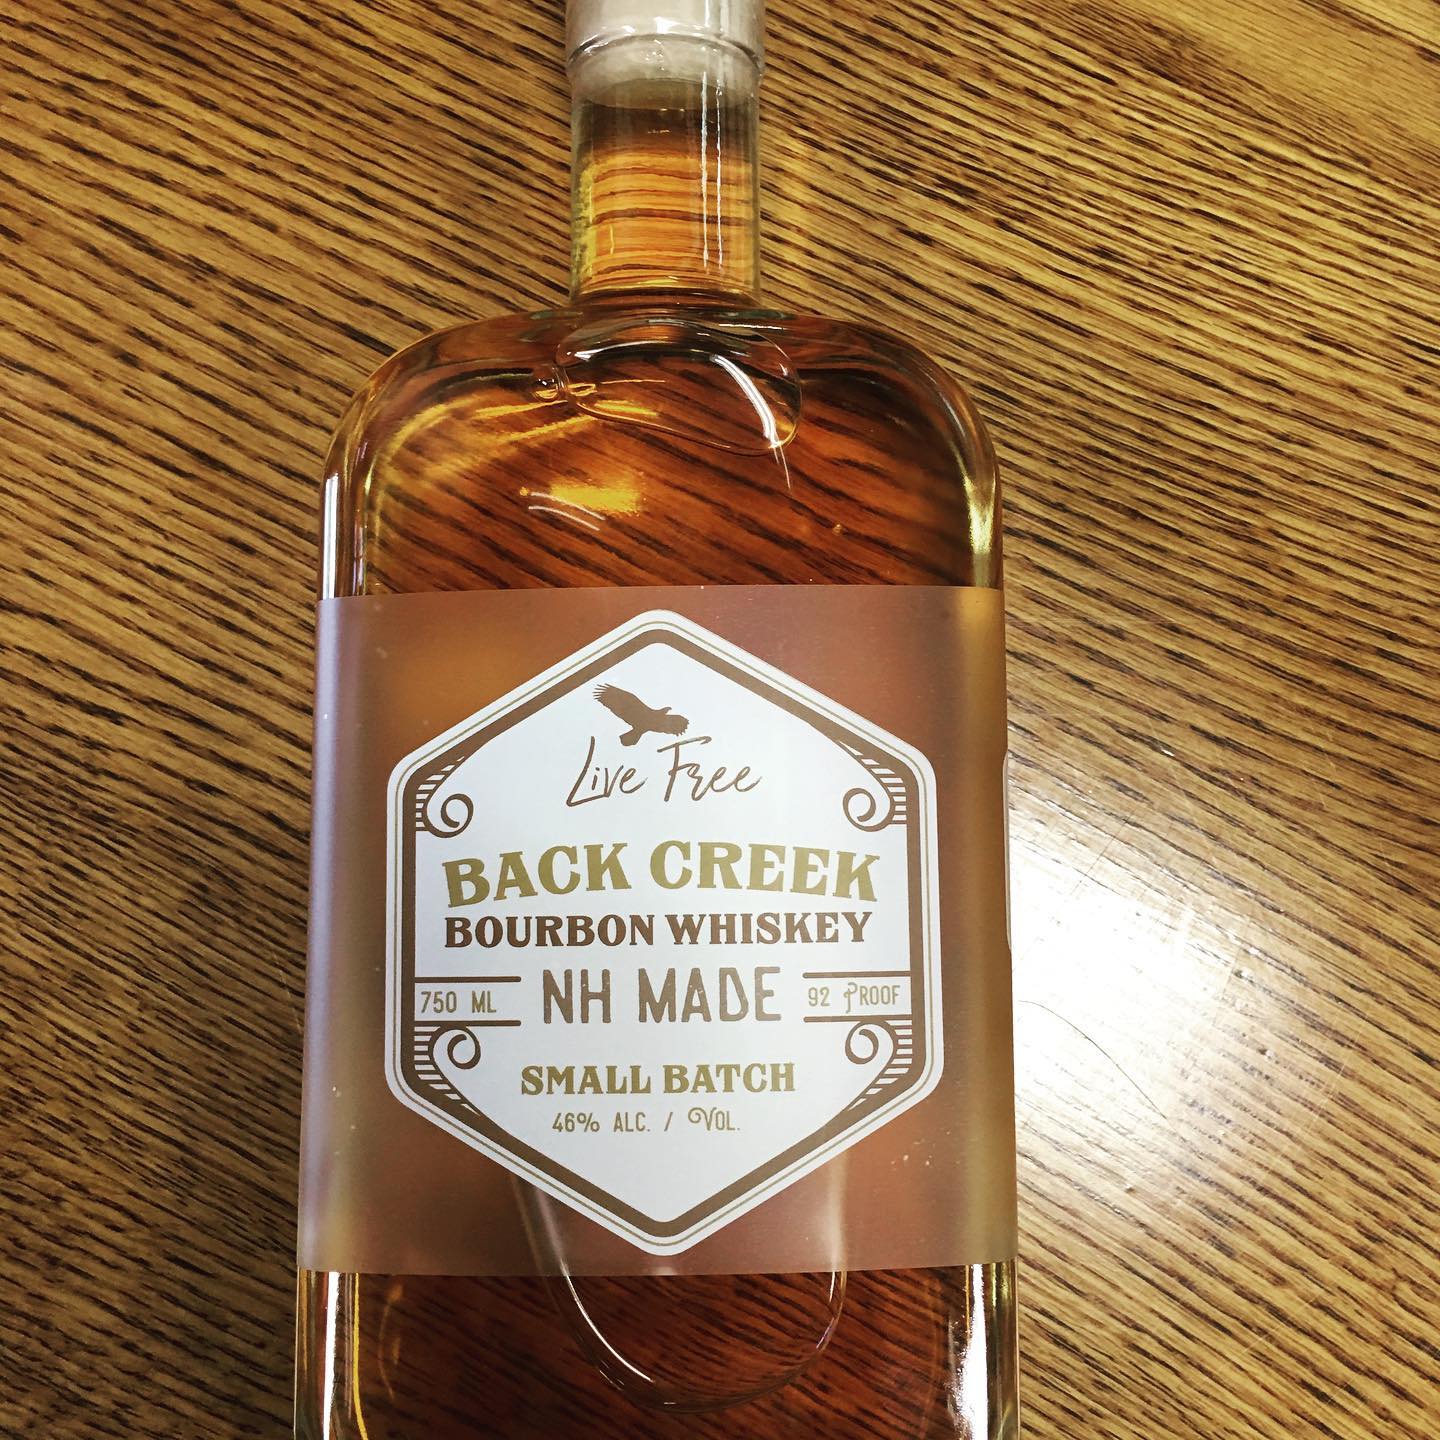 Live Free
BACK CREEK
BOURBON WHISKEY
750 ML NH MADE 92 PROOF
SMALL BATCH
46% ALC. / VOL.